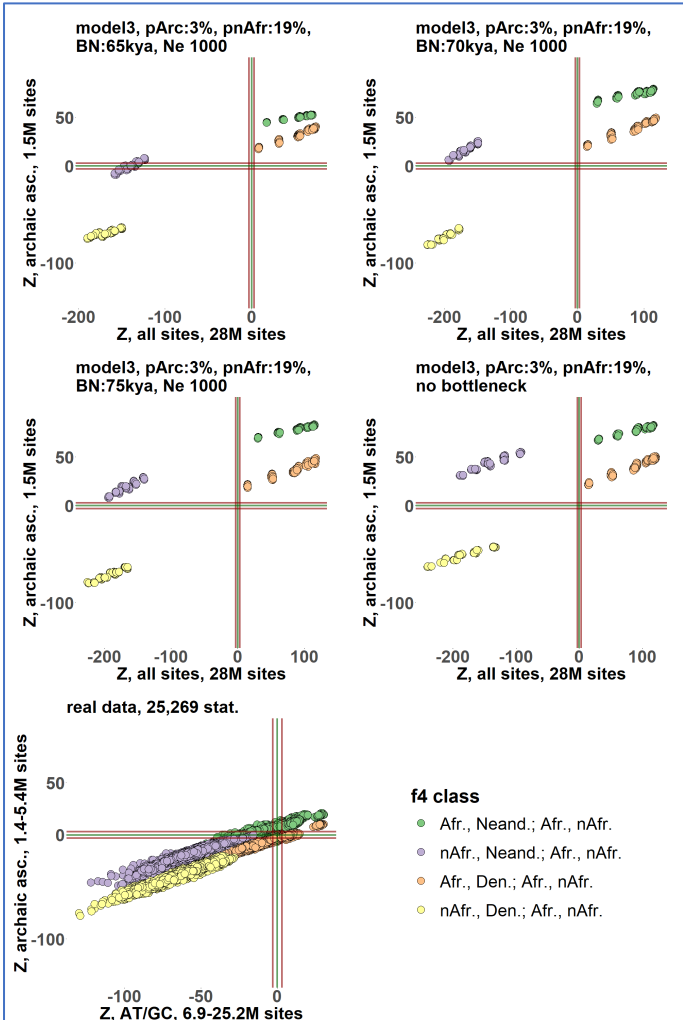 model3, pArc:3%, pnAfr:19%,
BN:65kya, Ne 1000
Z, archaic asc., 1.5M sites
50
0
-100
-200
-100
0
Z, all sites, 28M sites
model3, pArc:3%, pnAfr:19%,
BN:70kya, Ne 1000
Z, archaic asc., 1.5M sites
50
0
-100
-200
0
100
Z, all sites, 28M sites
model3, pArc:3%, pnAfr:19%,
BN:75kya, Ne 1000
Z, archaic asc., 1.5M sites
50
0
-100
-200
0
100
Z, all sites, 28M sites
model3, pArc:3%, pnAfr:19%,
no bottleneck
Z, archaic asc., 1.5M sites
50
0
-100
-200
0
100
Z, all sites, 28M sites
real data, 25,269 stat.
Z, archaic asc., 1.4-5.4M sites
50
0
-100
-100
-50
0
Z, AT/GC, 6.9-25.2M sites
f4 class
Afr., Neand.; Afr., nAfr.
nAfr., Neand.; Afr., nAfr.
Afr., Den.; Afr., nAfr.
nAfr., Den.; Afr., nAfr.